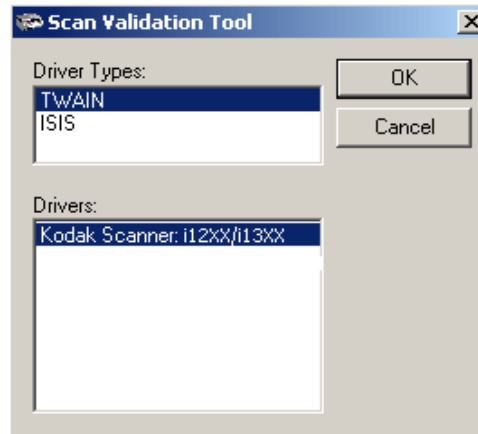 Scan Validation Tool
Driver Types:
TWAIN
ISIS
OK
Cancel
Drivers:
Kodak Scanner: i12XX/i13XX